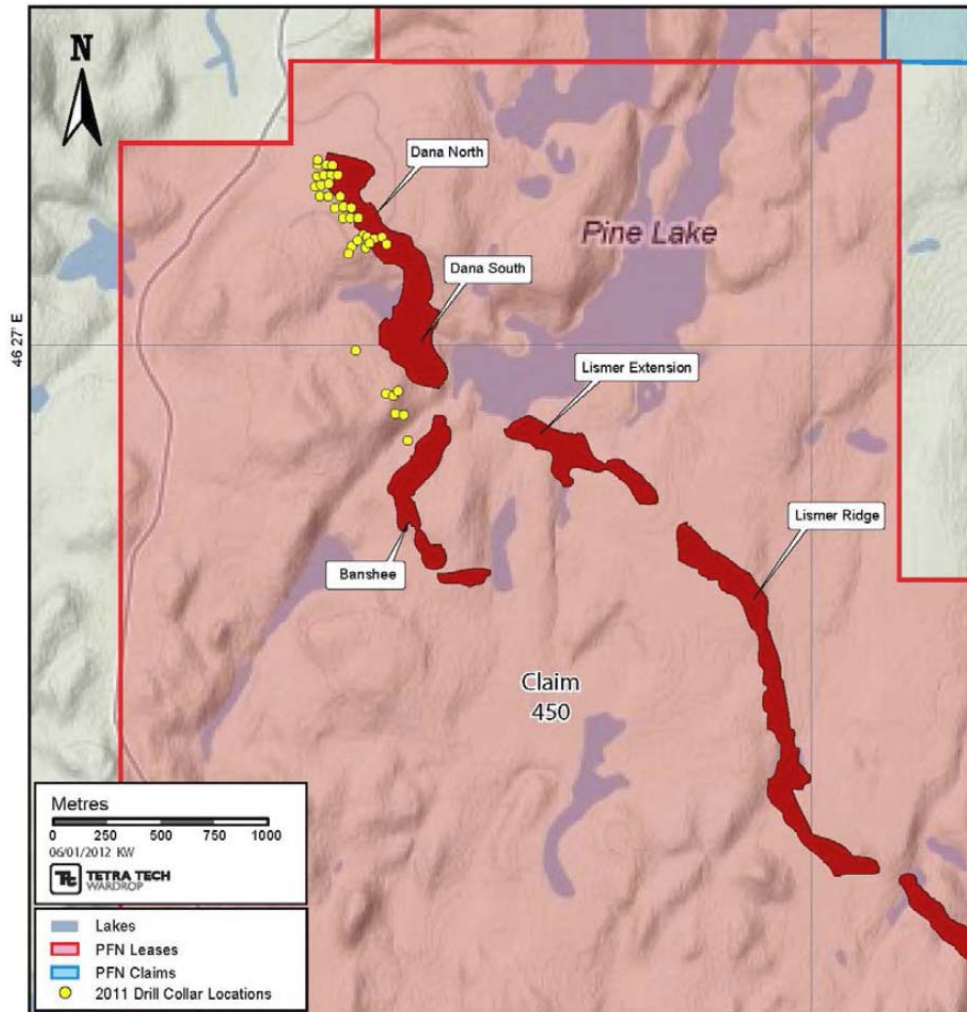 N
Dana North
Pine Lake
Dana South
46 27' E
Lismer Extension
Lismer Ridge
Banshee
Claim
450
Metres
0 250 500 750 1000
06/01/2012 KW
Tt TETRA TECH
WARDROP
Lakes
PFN Leases
PFN Claims
2011 Drill Collar Locations